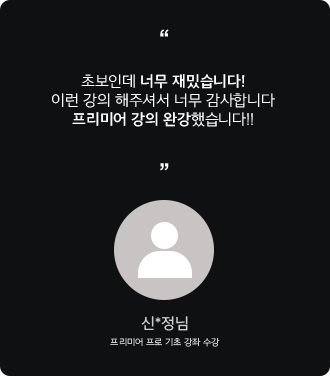 “
초보인데 너무 재밌습니다!
이런 강의 해주셔서 너무 감사합니다
프리미어 강의 완강했습니다!!
”
신*정님
프리미어 프로 기초 강좌 수강